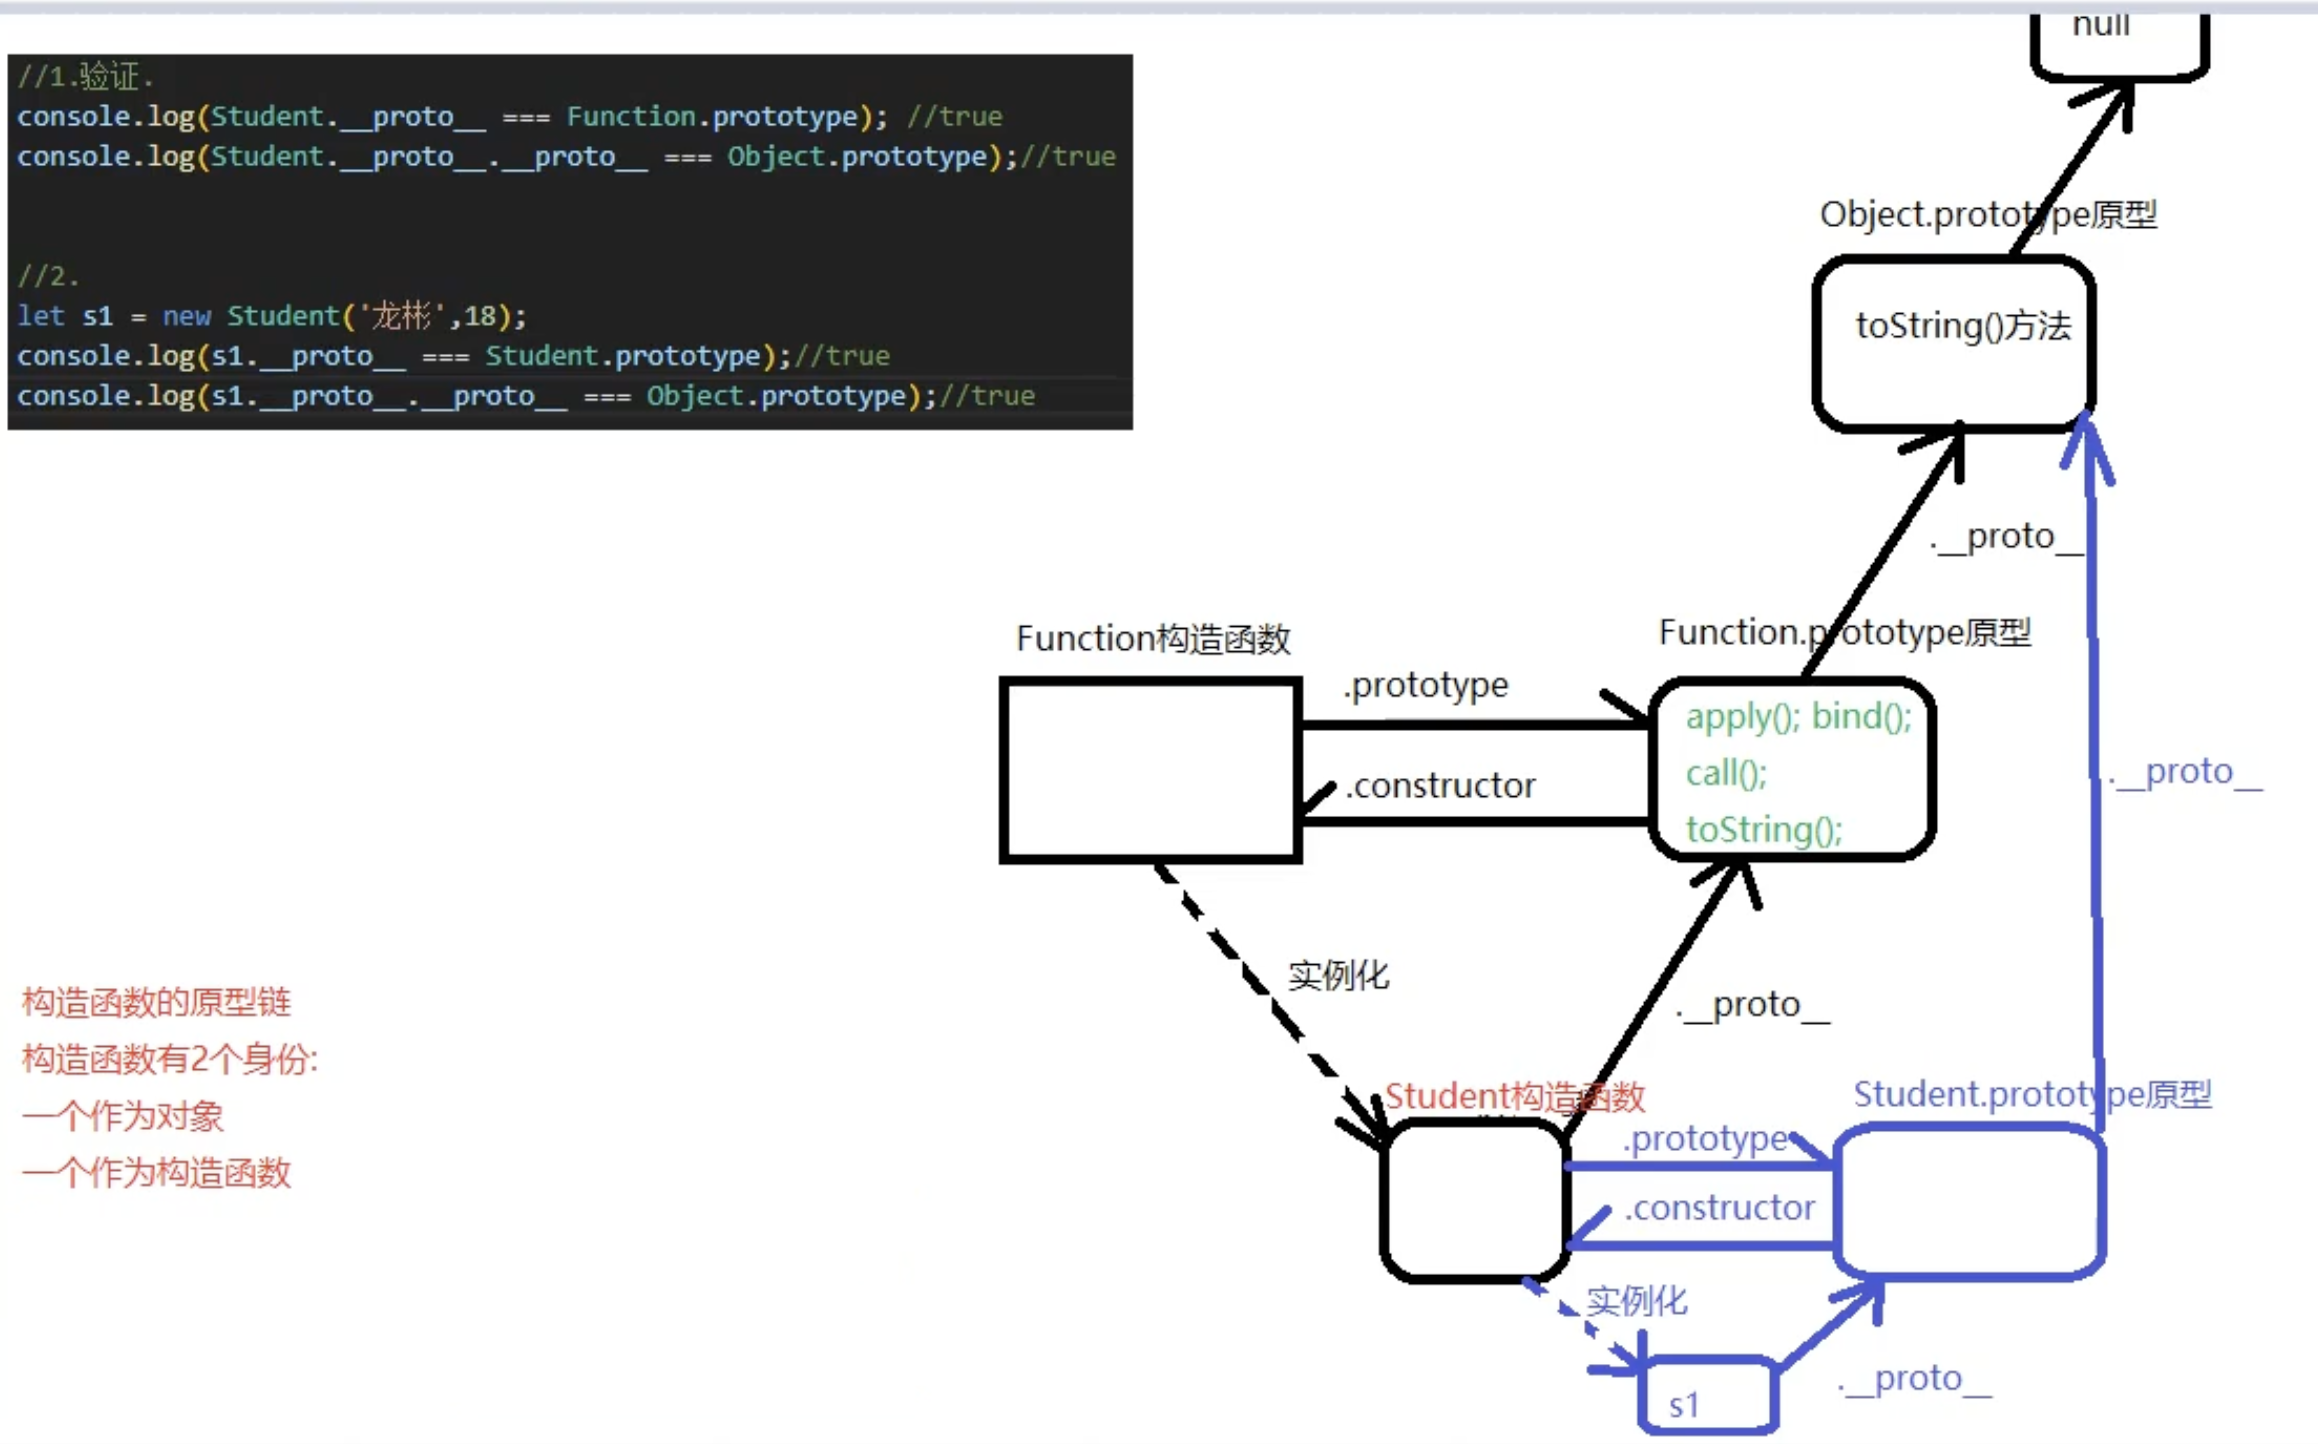 //1.验证.
console.log(Student.__proto__ === Function.prototype); //true
console.log(Student.__proto__.__proto__ === Object.prototype);//true
//2.
let s1 = new Student('龙彬',18);
console.log(s1.__proto__ === Student.prototype);//true
console.log(s1.__proto__.__proto__ === Object.prototype);//true
null
Object.prototype原型
toString()方法
.__proto__
Function构造函数
Function.prototype原型
.prototype
apply(); bind();
call();
toString();
.constructor
.__proto__
实例化
.__proto__
构造函数的原型链
构造函数有2个身份:
一个作为对象
一个作为构造函数
Student构造函数
Student.prototype原型
.prototype
.constructor
实例化
.__proto__
s1